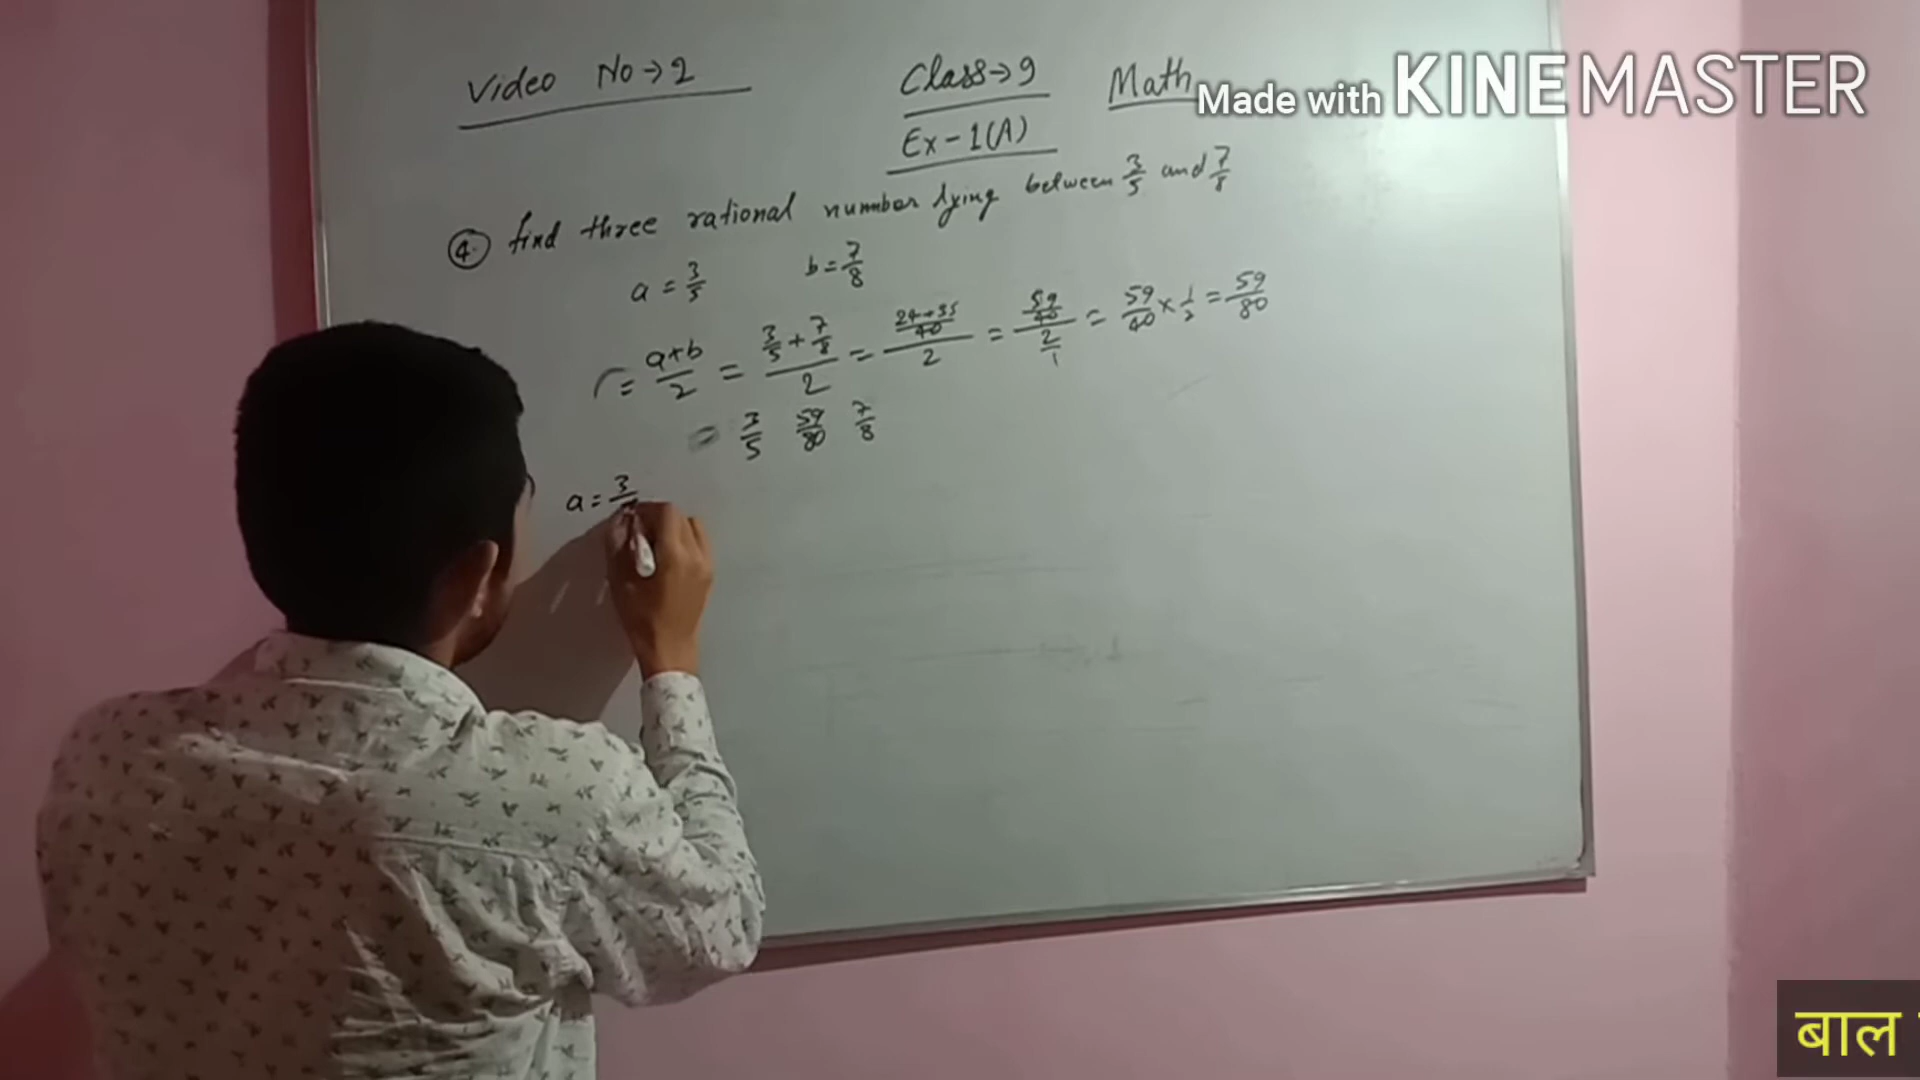 Video No → 2
Class → 9 Math
Made with KINEMASTER
Ex - 1(A)
④ find three rational number lying between 3/5 and 7/8
a = 3/5 b = 7/8
= a+b/2 = 3/5 + 7/8 / 2 = 24+35/40 / 2 = 59/40 / 2/1 = 59/40 × 1/2 = 59/80
= 3/5 59/80 7/8
a = 3/
बाल